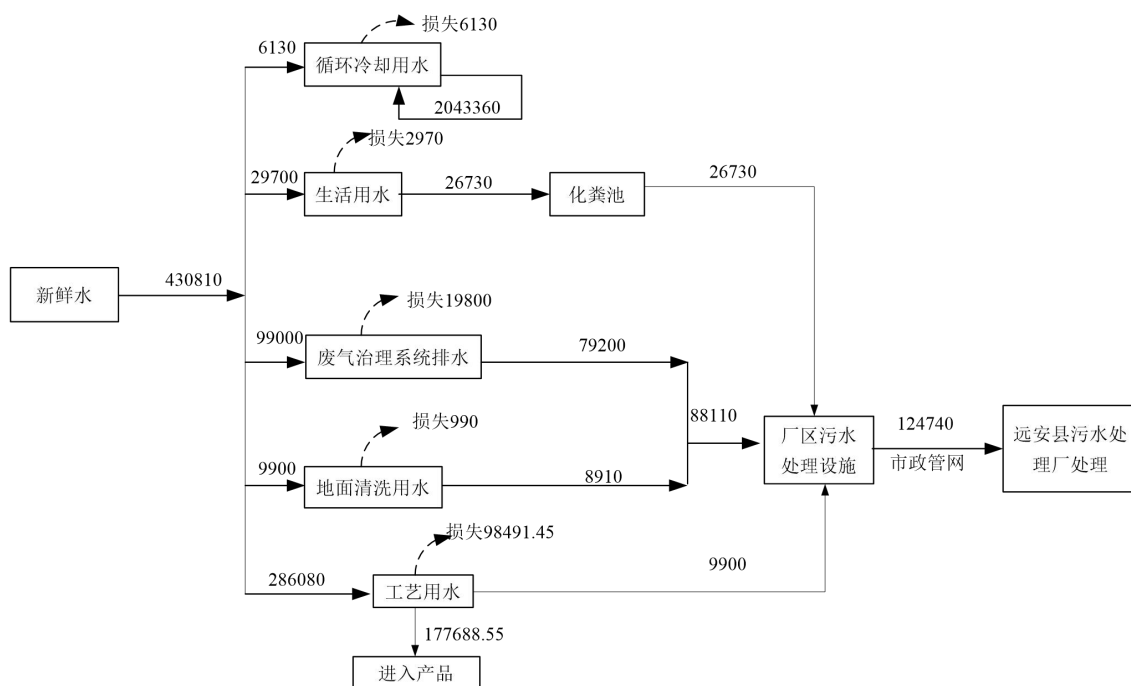 损失6130
6130
循环冷却用水
2043360
损失2970
29700
生活用水
26730
化粪池
26730
新鲜水
430810
损失19800
99000
废气治理系统排水
79200
88110
损失990
9900
地面清洗用水
8910
厂区污水
处理设施
124740
市政管网
远安县污水处
理厂处理
损失98491.45
286080
工艺用水
9900
177688.55
进入产品